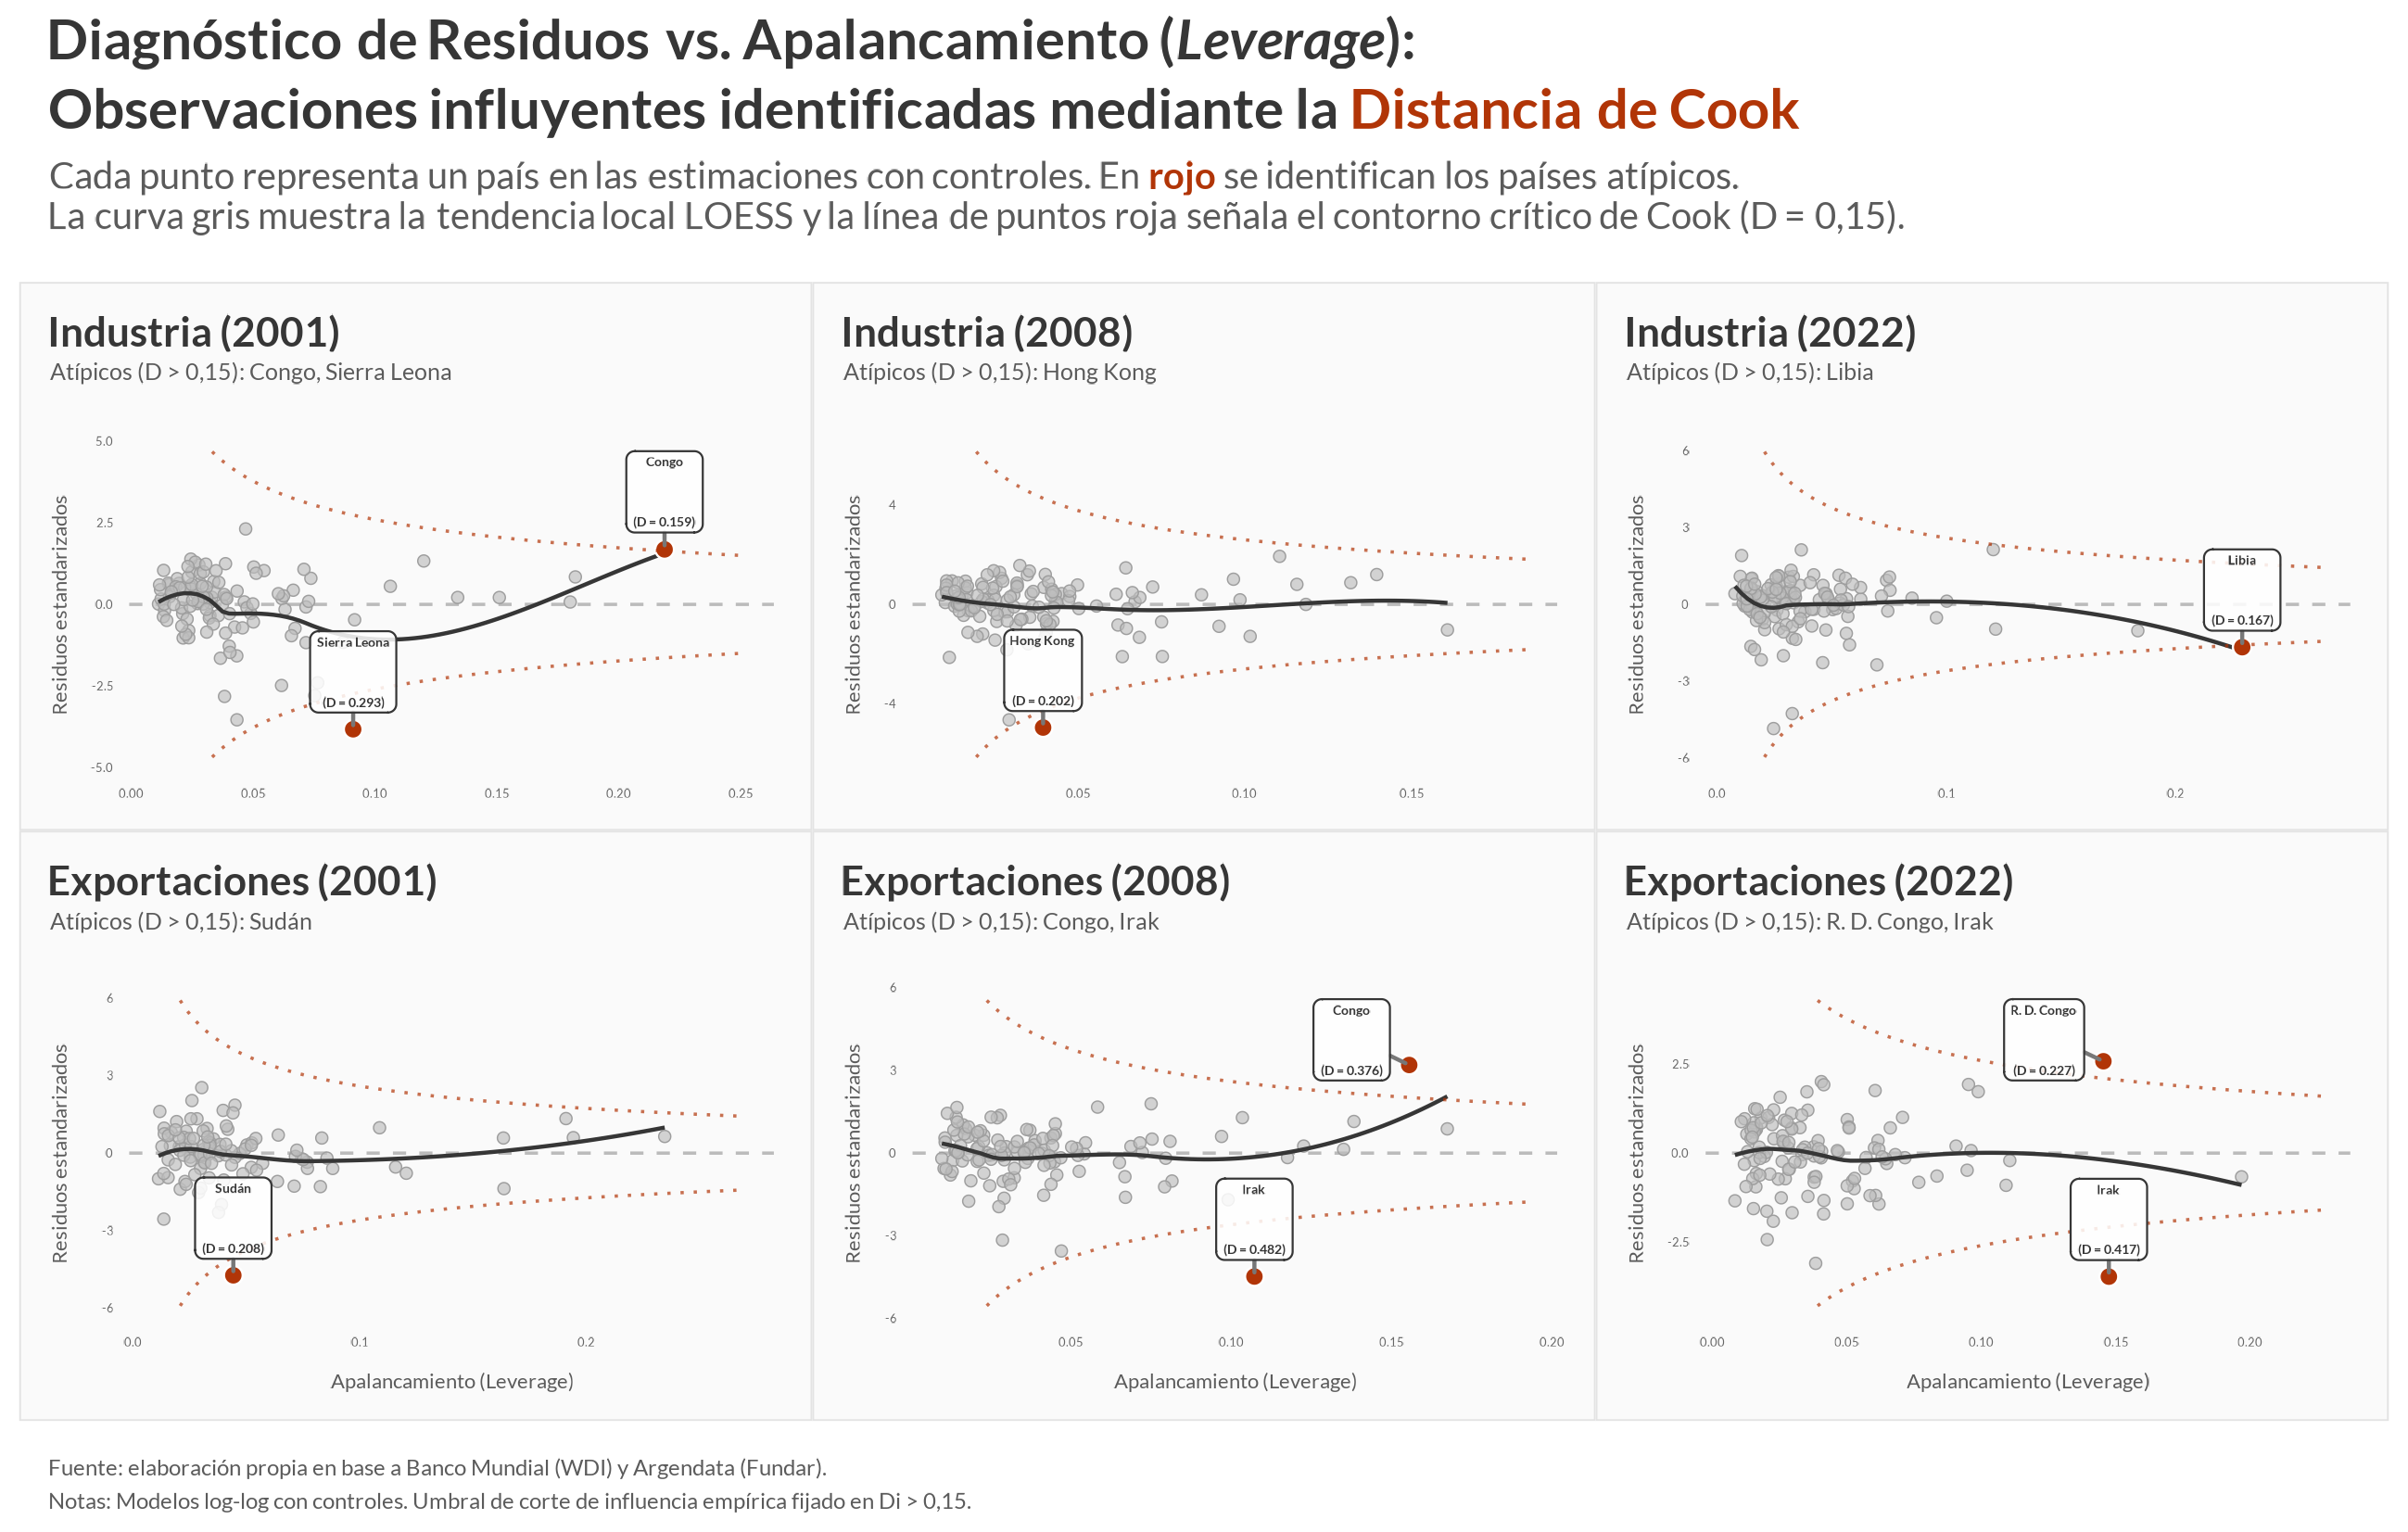 Diagnóstico de Residuos vs. Apalancamiento (Leverage):
Observaciones influyentes identificadas mediante la Distancia de Cook
Cada punto representa un país en las estimaciones con controles. En rojo se identifican los países atípicos.
La curva gris muestra la tendencia local LOESS y la línea de puntos roja señala el contorno crítico de Cook (D = 0,15).
Industria (2001)
Atípicos (D > 0,15): Congo, Sierra Leona
Residuos estandarizados
5.0
2.5
0.0
-2.5
-5.0
Congo
(D = 0.159)
Sierra Leona
(D = 0.293)
0.00 0.05 0.10 0.15 0.20 0.25
Industria (2008)
Atípicos (D > 0,15): Hong Kong
Residuos estandarizados
4
0
-4
Hong Kong
(D = 0.202)
0.05 0.10 0.15
Industria (2022)
Atípicos (D > 0,15): Libia
Residuos estandarizados
6
3
0
-3
-6
Libia
(D = 0.167)
0.0 0.1 0.2
Exportaciones (2001)
Atípicos (D > 0,15): Sudán
Residuos estandarizados
6
3
0
-3
-6
Sudán
(D = 0.208)
0.0 0.1 0.2
Apalancamiento (Leverage)
Exportaciones (2008)
Atípicos (D > 0,15): Congo, Irak
Residuos estandarizados
6
3
0
-3
-6
Congo
(D = 0.376)
Irak
(D = 0.482)
0.05 0.10 0.15 0.20
Apalancamiento (Leverage)
Exportaciones (2022)
Atípicos (D > 0,15): R. D. Congo, Irak
Residuos estandarizados
2.5
0.0
-2.5
R. D. Congo
(D = 0.227)
Irak
(D = 0.417)
0.00 0.05 0.10 0.15 0.20
Apalancamiento (Leverage)
Fuente: elaboración propia en base a Banco Mundial (WDI) y Argendata (Fundar).
Notas: Modelos log-log con controles. Umbral de corte de influencia empírica fijado en Di > 0,15.